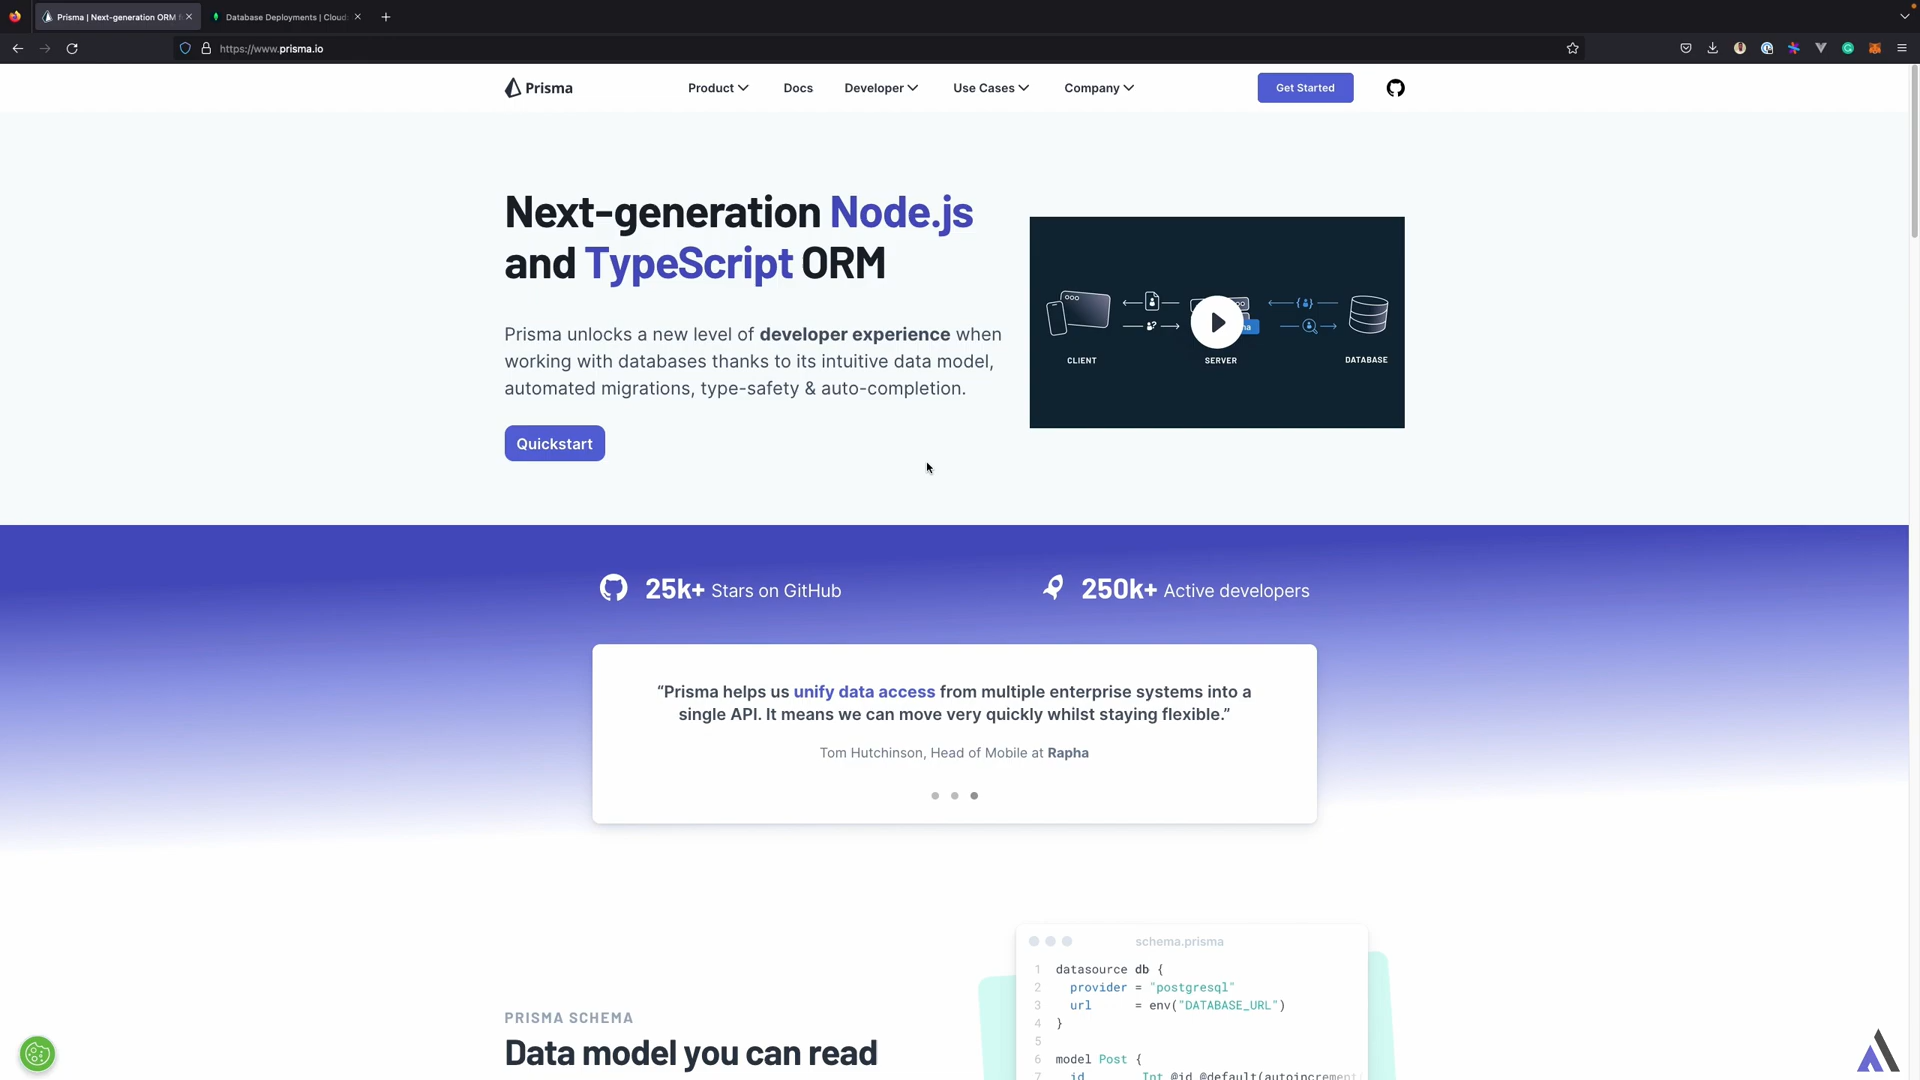 Prisma | Next-generation ORM f
Database Deployments | Cloud:
https://www.prisma.io
Prisma
Product
Docs
Developer
Use Cases
Company
Get Started
Next-generation Node.js
and TypeScript ORM
Prisma unlocks a new level of developer experience when
working with databases thanks to its intuitive data model,
automated migrations, type-safety & auto-completion.
Quickstart
CLIENT
SERVER
DATABASE
25k+ Stars on GitHub
250k+ Active developers
“Prisma helps us unify data access from multiple enterprise systems into a
single API. It means we can move very quickly whilst staying flexible.”
Tom Hutchinson, Head of Mobile at Rapha
schema.prisma
1 datasource db {
2 provider = "postgresql"
3 url = env("DATABASE_URL")
4 }
5
6 model Post {
7 id Int @id @default(autoincrement(
PRISMA SCHEMA
Data model you can read